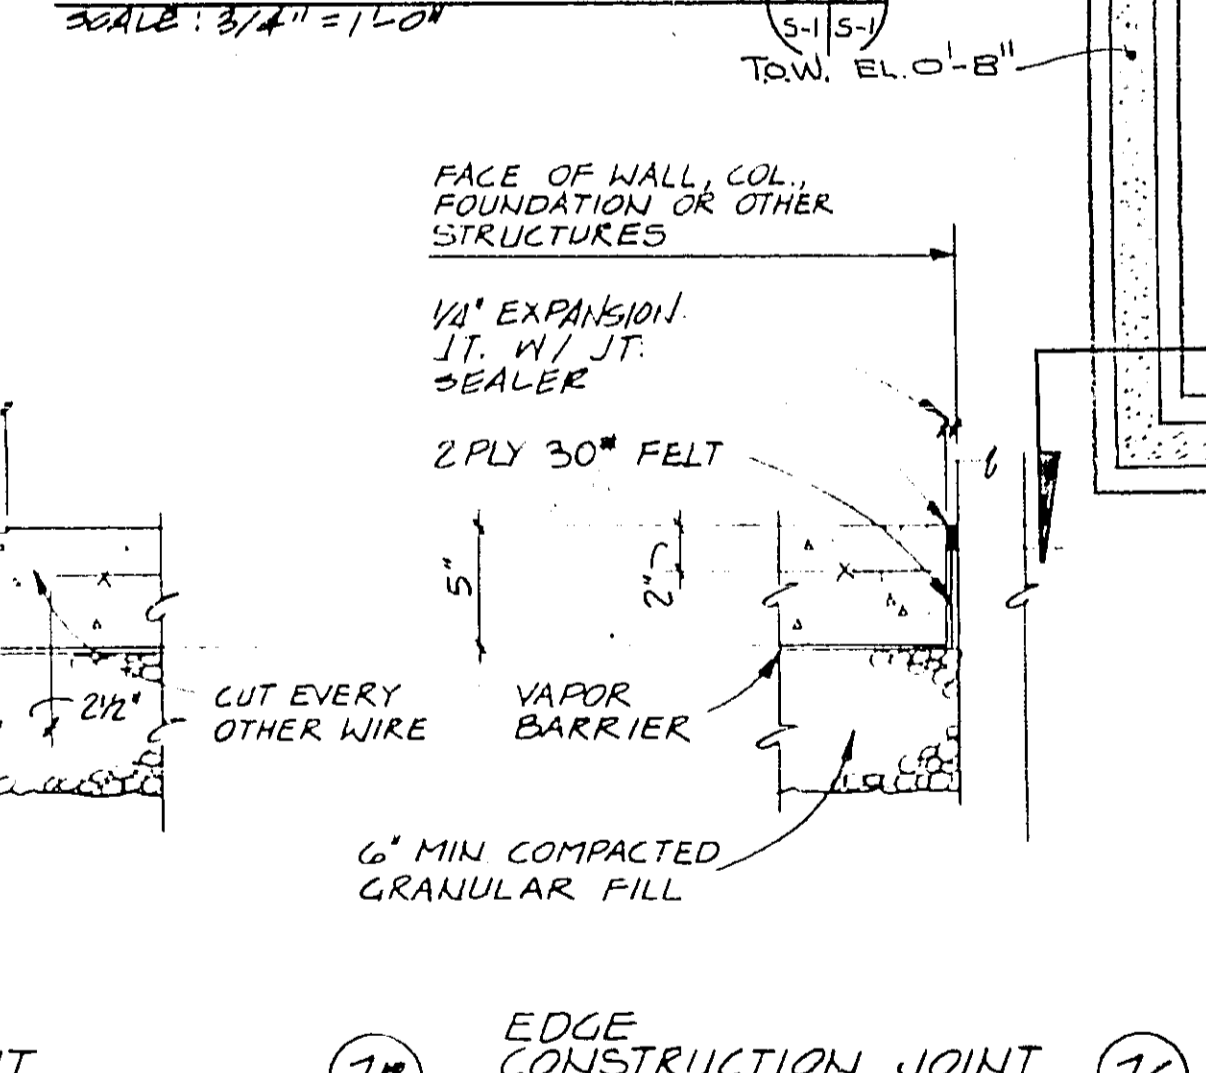 SCALE: 3/4" = 1'-0"
S-1 S-1
T.O.W. EL. 0'-8"
FACE OF WALL, COL.,
FOUNDATION OR OTHER
STRUCTURES
1/4" EXPANSION
JT. W/ JT.
SEALER
2 PLY 30# FELT
5"
2"
2 1/2"
CUT EVERY
OTHER WIRE
VAPOR
BARRIER
6" MIN. COMPACTED
GRANULAR FILL
EDGE
CONSTRUCTION JOINT